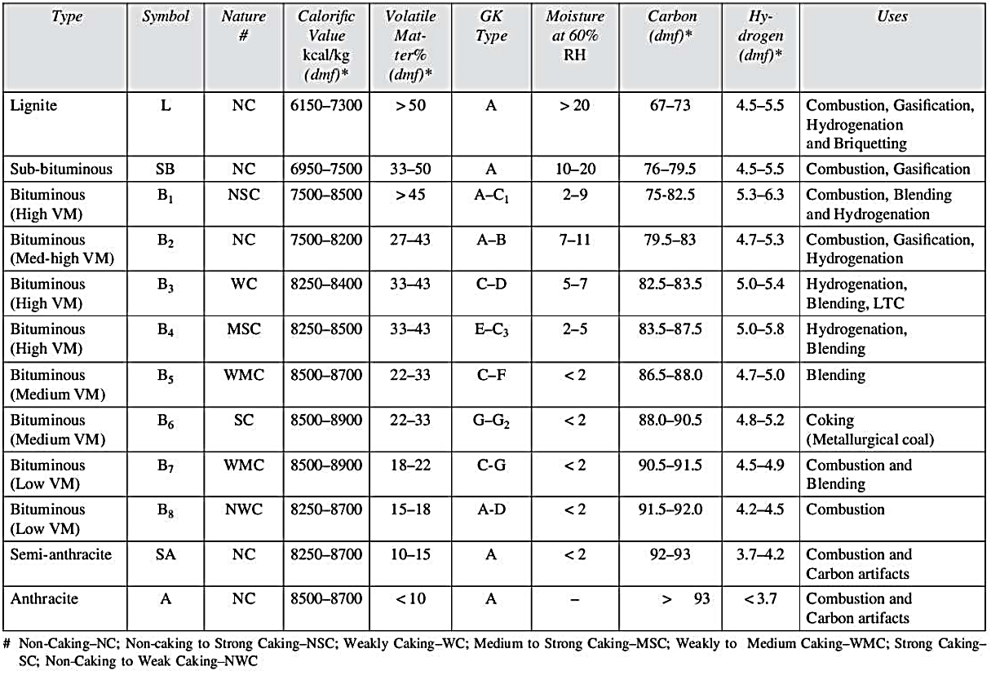 Type Symbol Nature # Calorific Value kcal/kg (dmf)* Volatile Mat-ter% (dmf)* GK Type Moisture at 60% RH Carbon (dmf)* Hy-drogen (dmf)* Uses
Lignite L NC 6150–7300 > 50 A > 20 67–73 4.5–5.5 Combustion, Gasification,
Hydrogenation
and Briquetting
Sub-bituminous SB NC 6950–7500 33–50 A 10–20 76–79.5 4.5–5.5 Combustion, Gasification
Bituminous B₁ NSC 7500–8500 > 45 A–C₁ 2–9 75-82.5 5.3–6.3 Combustion, Blending
(High VM) and Hydrogenation
Bituminous B₂ NC 7500–8200 27–43 A–B 7–11 79.5–83 4.7–5.3 Combustion, Gasification,
(Med-high VM) Hydrogenation
Bituminous B₃ WC 8250–8400 33–43 C–D 5–7 82.5–83.5 5.0–5.4 Hydrogenation,
(High VM) Blending, LTC
Bituminous B₄ MSC 8250–8500 33–43 E–C₃ 2–5 83.5–87.5 5.0–5.8 Hydrogenation,
(High VM) Blending
Bituminous B₅ WMC 8500–8700 22–33 C–F < 2 86.5–88.0 4.7–5.0 Blending
(Medium VM)
Bituminous B₆ SC 8500–8900 22–33 G–G₂ < 2 88.0–90.5 4.8–5.2 Coking
(Medium VM) (Metallurgical coal)
Bituminous B₇ WMC 8500–8900 18–22 C-G < 2 90.5–91.5 4.5–4.9 Combustion and
(Low VM) Blending
Bituminous B₈ NWC 8250–8700 15–18 A-D < 2 91.5–92.0 4.2–4.5 Combustion
(Low VM)
Semi-anthracite SA NC 8250–8700 10–15 A < 2 92–93 3.7–4.2 Combustion and
Carbon artifacts
Anthracite A NC 8500–8700 < 10 A – > 93 < 3.7 Combustion and
Carbon artifacts
# Non-Caking–NC; Non-caking to Strong Caking–NSC; Weakly Caking–WC; Medium to Strong Caking–MSC; Weakly to Medium Caking–WMC; Strong Caking–
SC; Non-Caking to Weak Caking–NWC